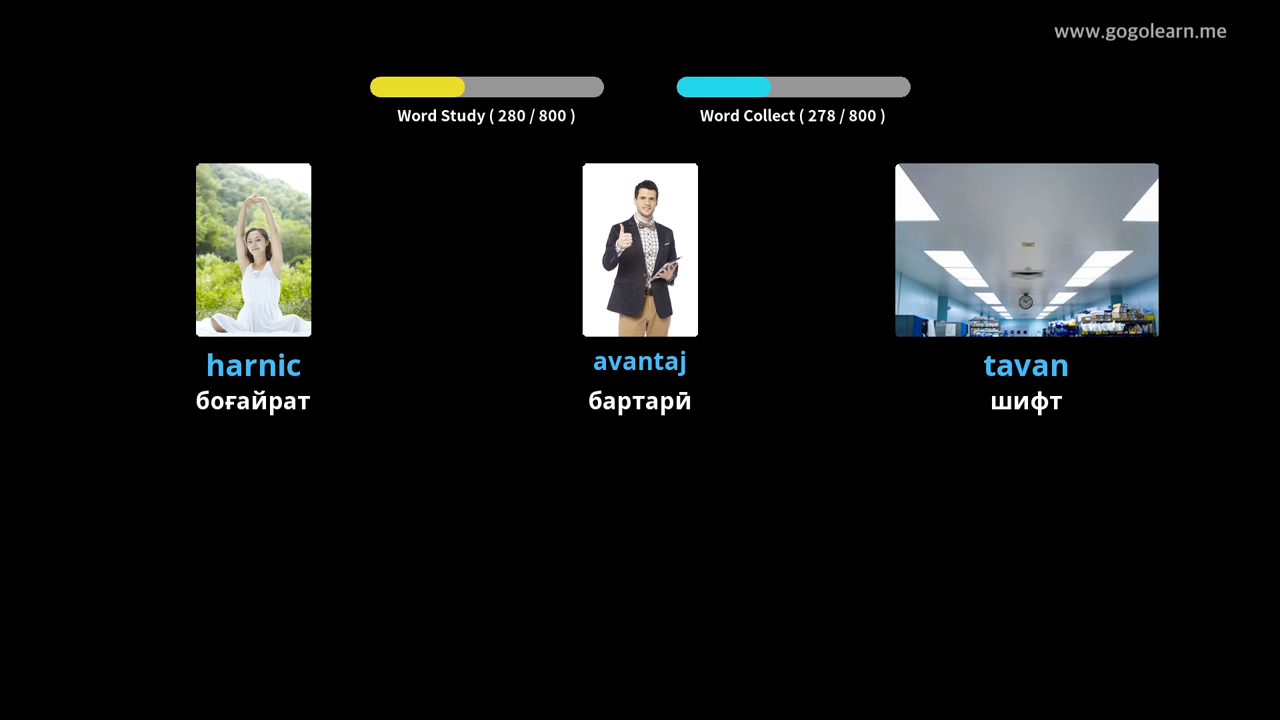 www.gogolearn.me
Word Study ( 280 / 800 )
Word Collect ( 278 / 800 )
harnic
avantaj
tavan
боғайрат
бартарӣ
шифт